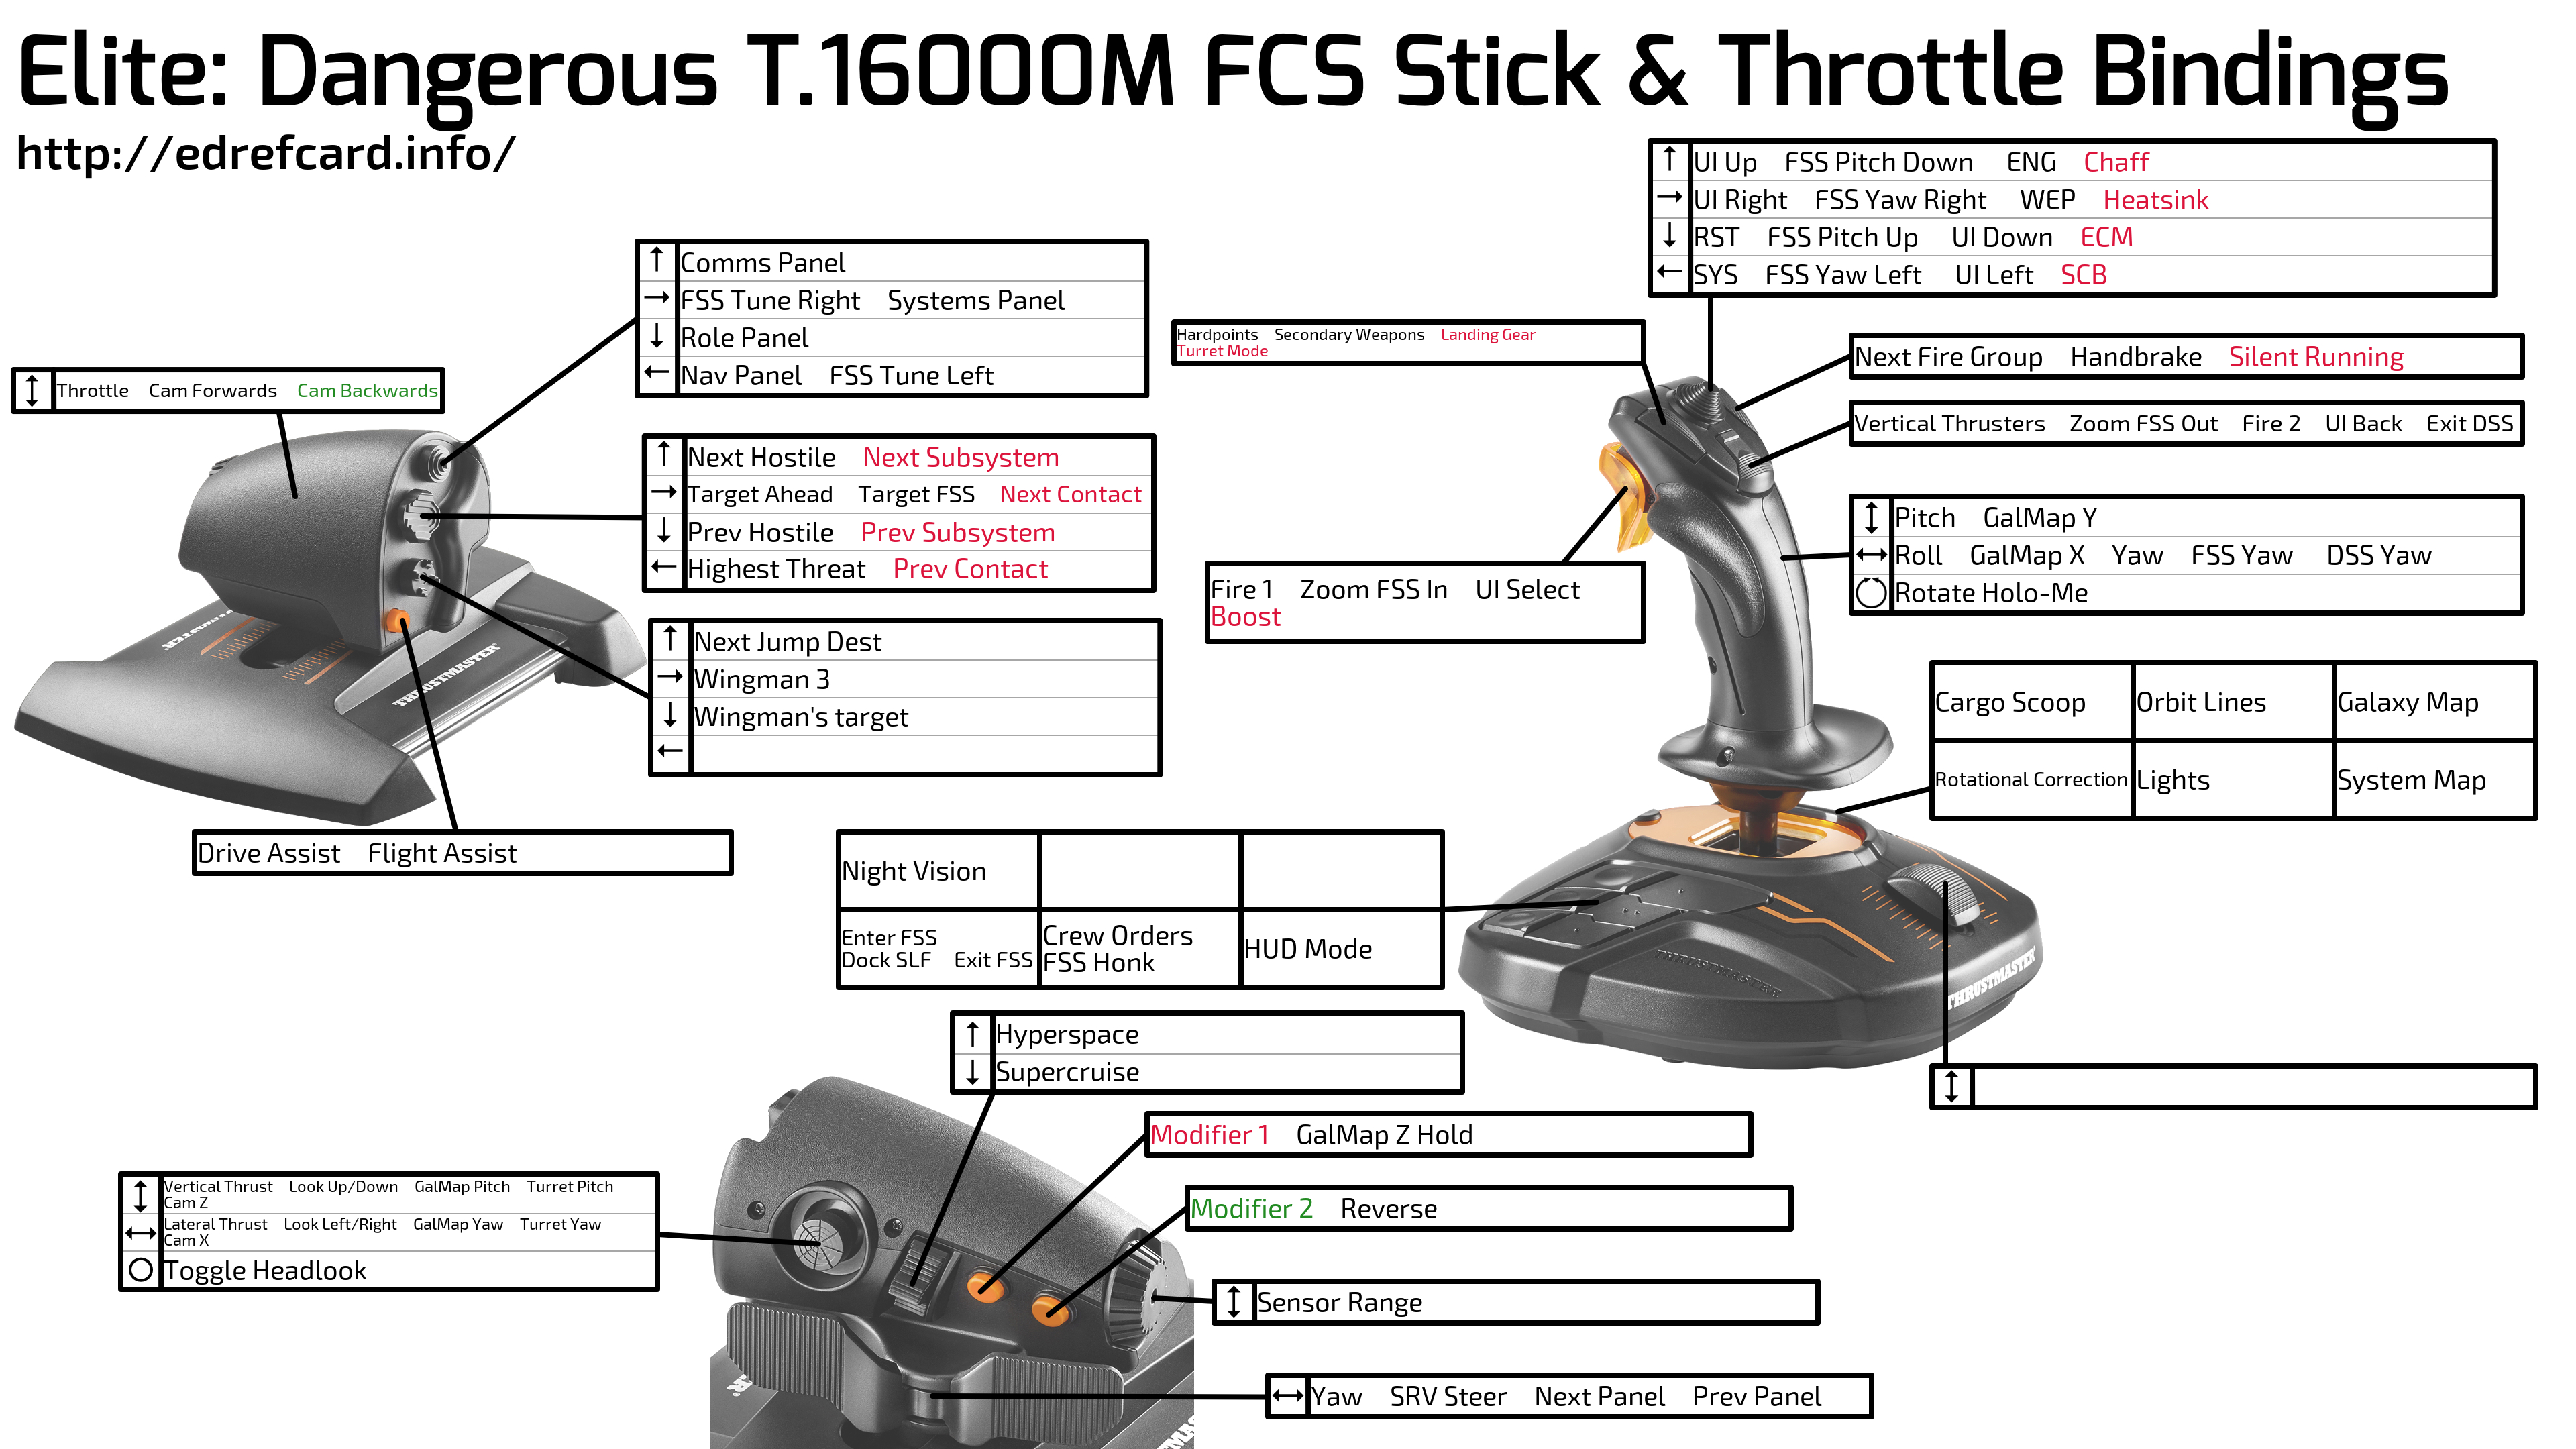 Elite: Dangerous T.16000M FCS Stick & Throttle Bindings
http://edrefcard.info/
↑ UI Up FSS Pitch Down ENG Chaff
→ UI Right FSS Yaw Right WEP Heatsink
↓ RST FSS Pitch Up UI Down ECM
← SYS FSS Yaw Left UI Left SCB
↑ Comms Panel
→ FSS Tune Right Systems Panel
↓ Role Panel
← Nav Panel FSS Tune Left
Hardpoints Secondary Weapons Landing Gear
Turret Mode
Next Fire Group Handbrake Silent Running
Throttle Cam Forwards Cam Backwards
Vertical Thrusters Zoom FSS Out Fire 2 UI Back Exit DSS
↑ Next Hostile Next Subsystem
→ Target Ahead Target FSS Next Contact
↓ Prev Hostile Prev Subsystem
← Highest Threat Prev Contact
Pitch GalMap Y
Roll GalMap X Yaw FSS Yaw DSS Yaw
Rotate Holo-Me
Fire 1 Zoom FSS In UI Select
Boost
↑ Next Jump Dest
→ Wingman 3
↓ Wingman's target
←
THRUSTMASTER
Cargo Scoop Orbit Lines Galaxy Map
Rotational Correction Lights System Map
Drive Assist Flight Assist
Night Vision
Enter FSS
Dock SLF Exit FSS
Crew Orders
FSS Honk
HUD Mode
THRUSTMASTER
THRUSTMASTER
↑ Hyperspace
↓ Supercruise
Modifier 1 GalMap Z Hold
Vertical Thrust Look Up/Down GalMap Pitch Turret Pitch
Cam Z
Lateral Thrust Look Left/Right GalMap Yaw Turret Yaw
Cam X
Toggle Headlook
Modifier 2 Reverse
Sensor Range
Yaw SRV Steer Next Panel Prev Panel